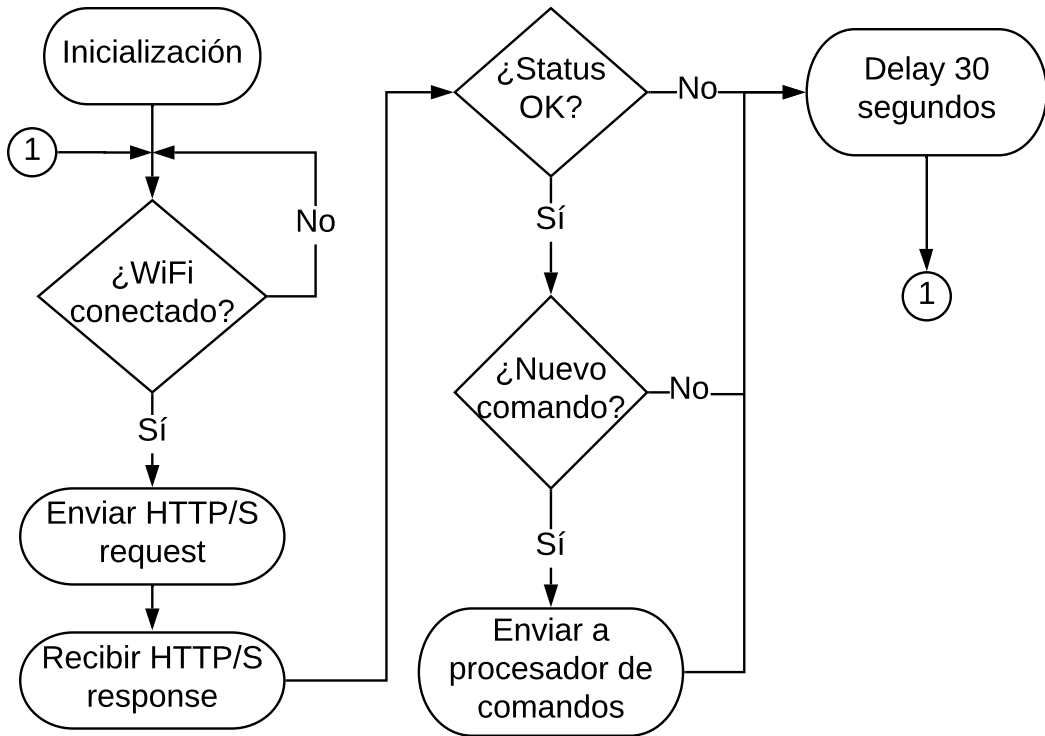 Inicialización
1
No
¿WiFi
conectado?
Sí
Enviar HTTP/S
request
Recibir HTTP/S
response
¿Status
OK?
No
Sí
¿Nuevo
comando?
No
Sí
Enviar a
procesador de
comandos
Delay 30
segundos
1